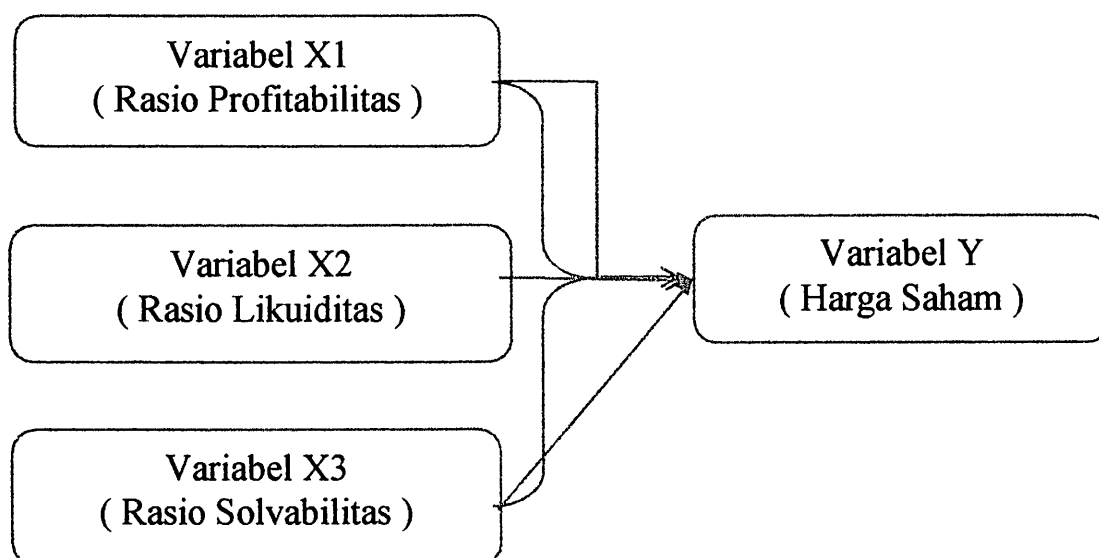 Variabel X1
( Rasio Profitabilitas )
Variabel X2
( Rasio Likuiditas )
Variabel Y
( Harga Saham )
Variabel X3
( Rasio Solvabilitas )